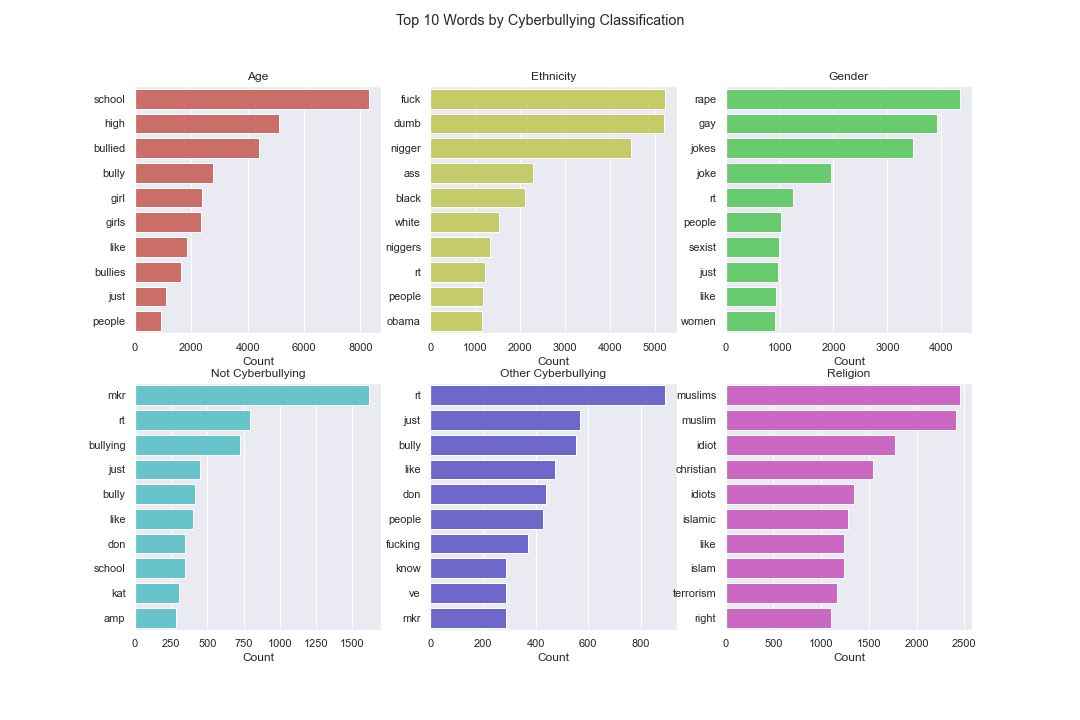 Top 10 Words by Cyberbullying Classification
Age
school
high
bullied
bully
girl
girls
like
bullies
just
people
0 2000 4000 6000 8000
Count
Ethnicity
fuck
dumb
nigger
ass
black
white
niggers
rt
people
obama
0 1000 2000 3000 4000 5000
Count
Gender
rape
gay
jokes
joke
rt
people
sexist
just
like
women
0 1000 2000 3000 4000
Count
Not Cyberbullying
mkr
rt
bullying
just
bully
like
don
school
kat
amp
0 250 500 750 1000 1250 1500
Count
Other Cyberbullying
rt
just
bully
like
don
people
fucking
know
ve
mkr
0 200 400 600 800
Count
Religion
muslims
muslim
idiot
christian
idiots
islamic
like
islam
terrorism
right
0 500 1000 1500 2000 2500
Count